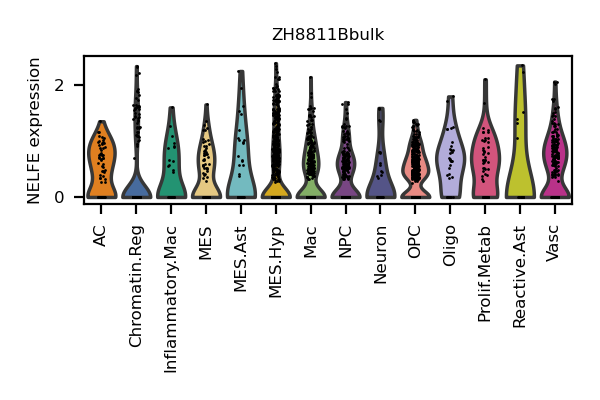 ZH8811Bbulk
NELFE expression
2
0
AC
Chromatin.Reg
Inflammatory.Mac
MES
MES.Ast
MES.Hyp
Mac
NPC
Neuron
OPC
Oligo
Prolif.Metab
Reactive.Ast
Vasc